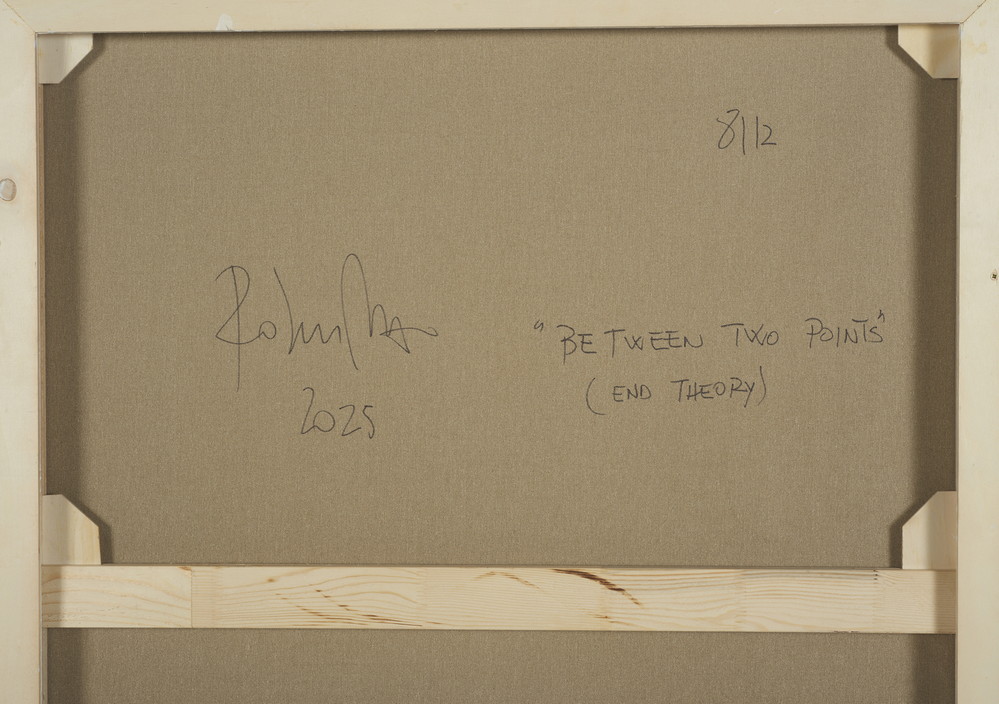 8/12
2025
"BETWEEN TWO POINTS"
(END THEORY)